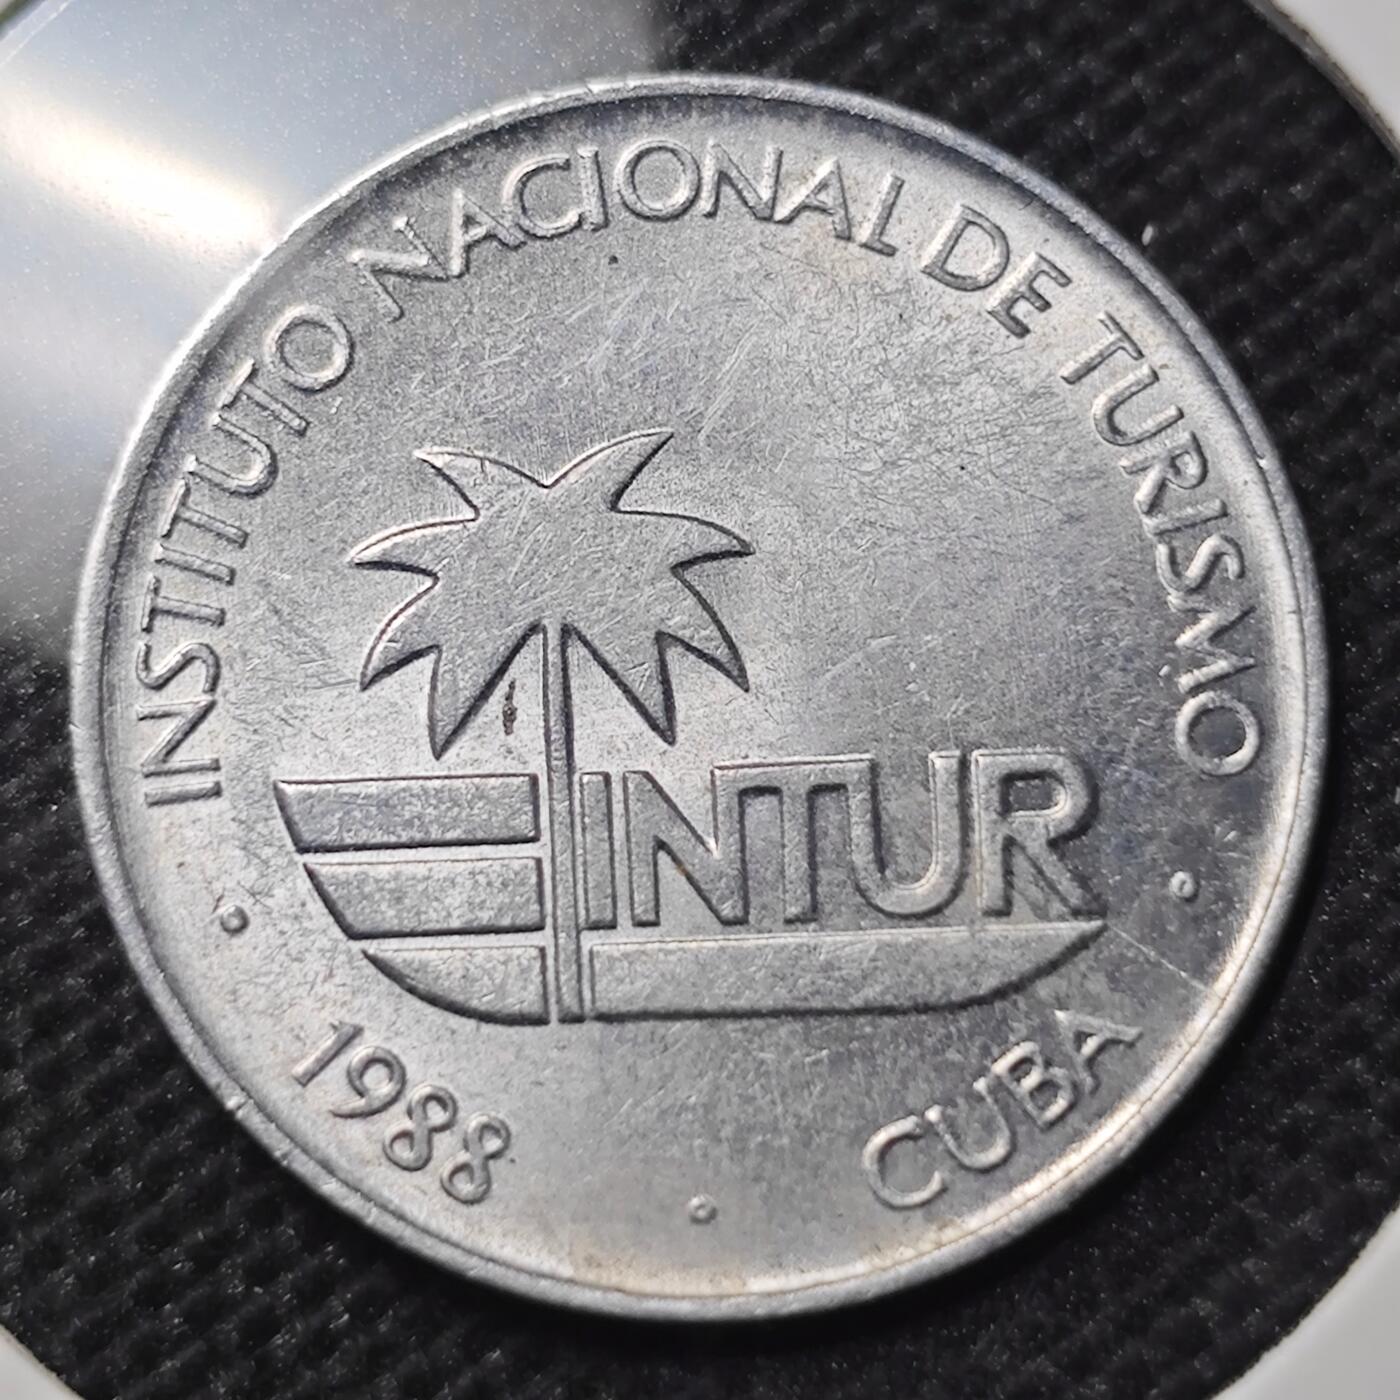 INSTITUTO NACIONAL DE TURISMO
INTUR
1988
CUBA